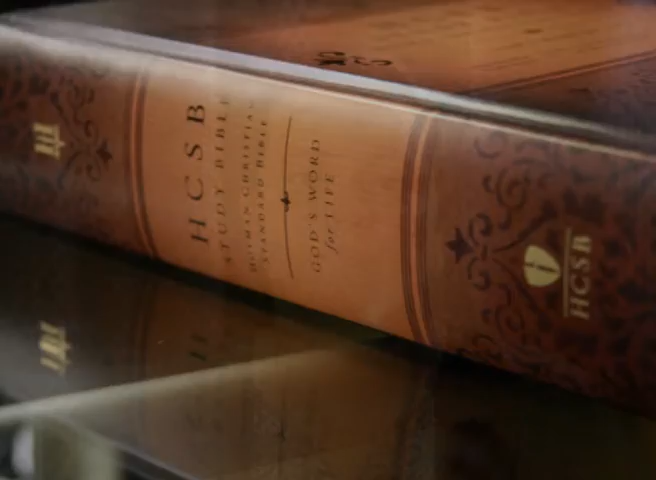 HCSB
STUDY BIBLE
HOLMAN CHRISTIAN
STANDARD BIBLE
GOD'S WORD
for LIFE
HCSB